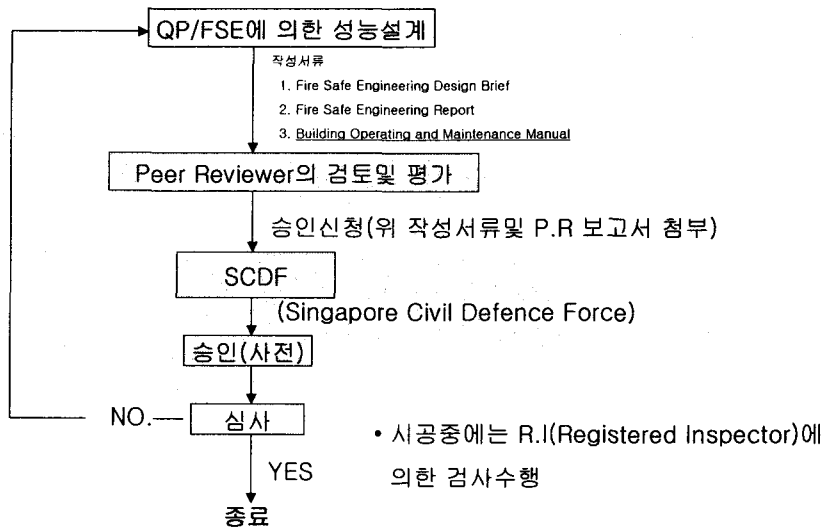 QP/FSE에 의한 성능설계
작성서류
1. Fire Safe Engineering Design Brief
2. Fire Safe Engineering Report
3. Building Operating and Maintenance Manual
Peer Reviewer의 검토및 평가
승인신청(위 작성서류및 P.R 보고서 첨부)
SCDF
(Singapore Civil Defence Force)
승인(사전)
NO.
심사
• 시공중에는 R.I(Registered Inspector)에
의한 검사수행
YES
종료